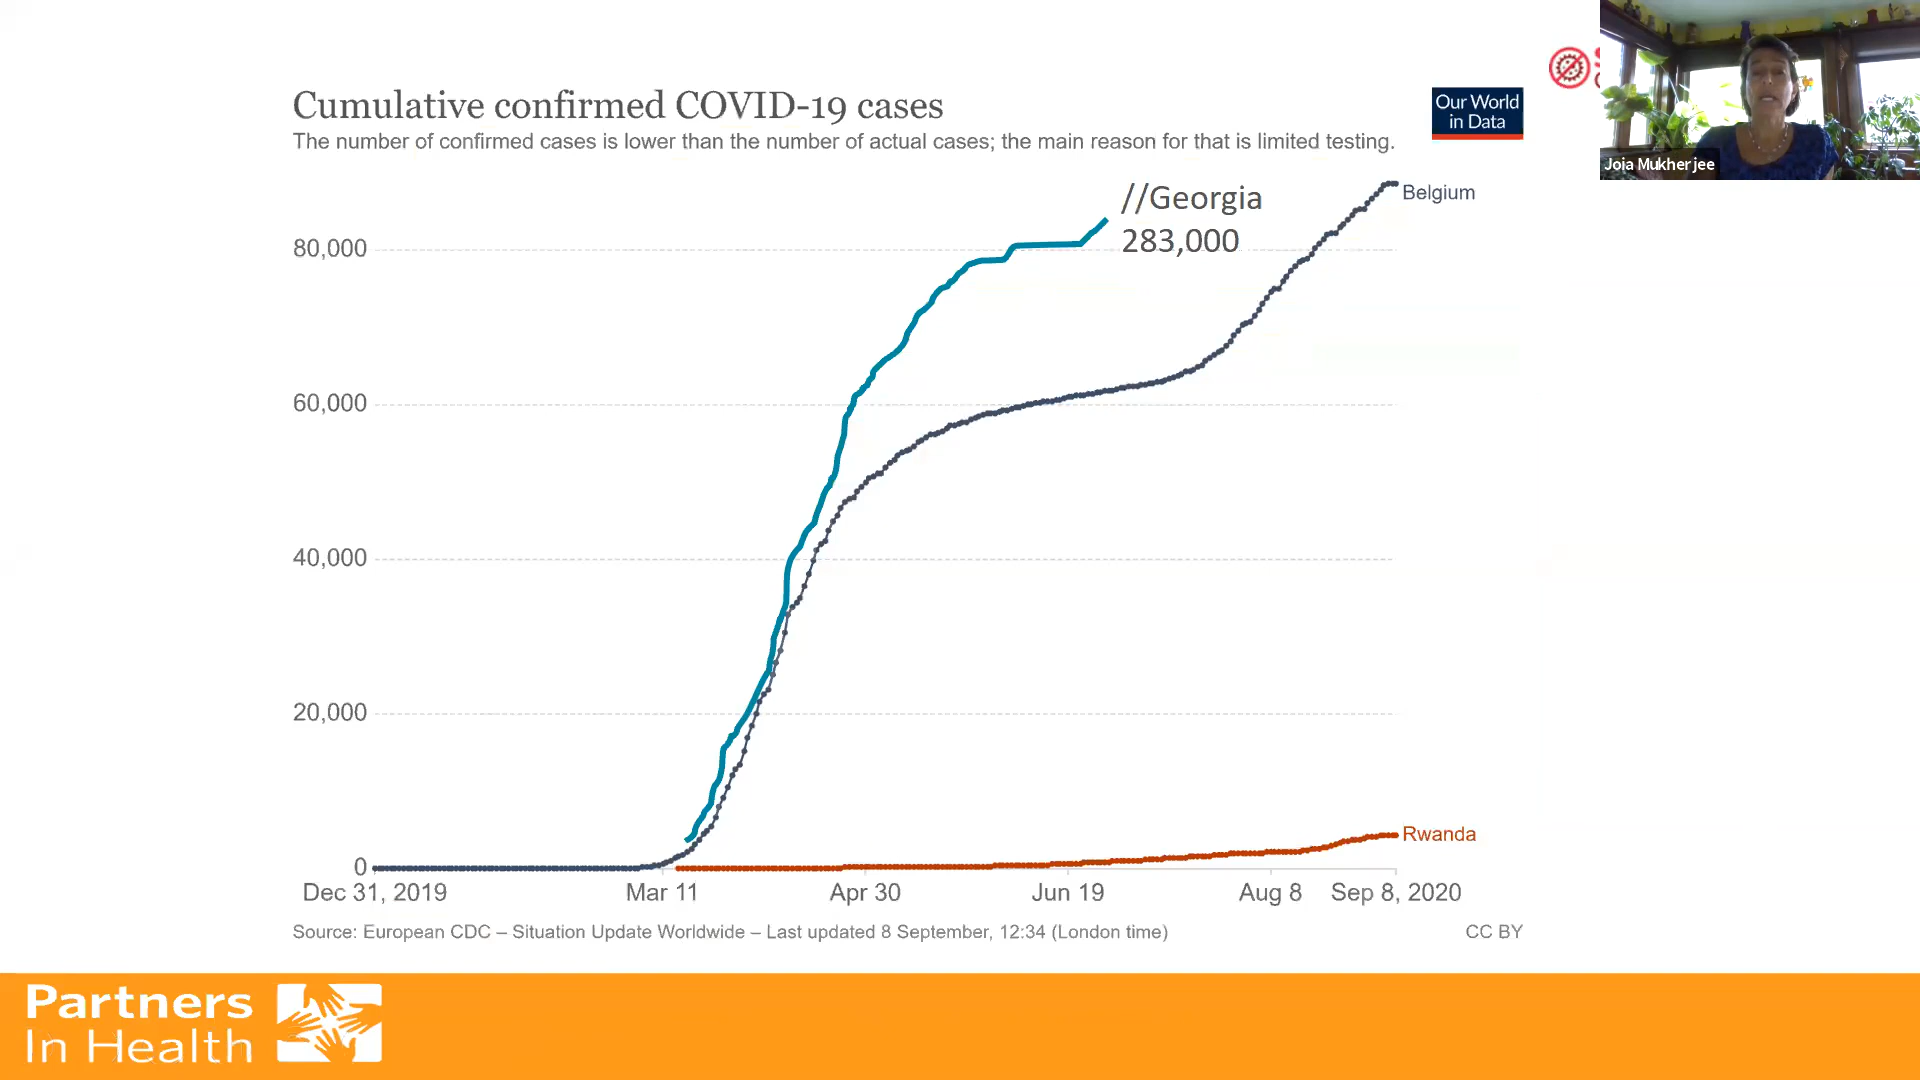 Cumulative confirmed COVID-19 cases
The number of confirmed cases is lower than the number of actual cases; the main reason for that is limited testing.
Our World
in Data
Joia Mukherjee
//Georgia
283,000
Belgium
80,000
60,000
40,000
20,000
0
Rwanda
Dec 31, 2019
Mar 11
Apr 30
Jun 19
Aug 8
Sep 8, 2020
Source: European CDC – Situation Update Worldwide – Last updated 8 September, 12:34 (London time)
CC BY
Partners
In Health